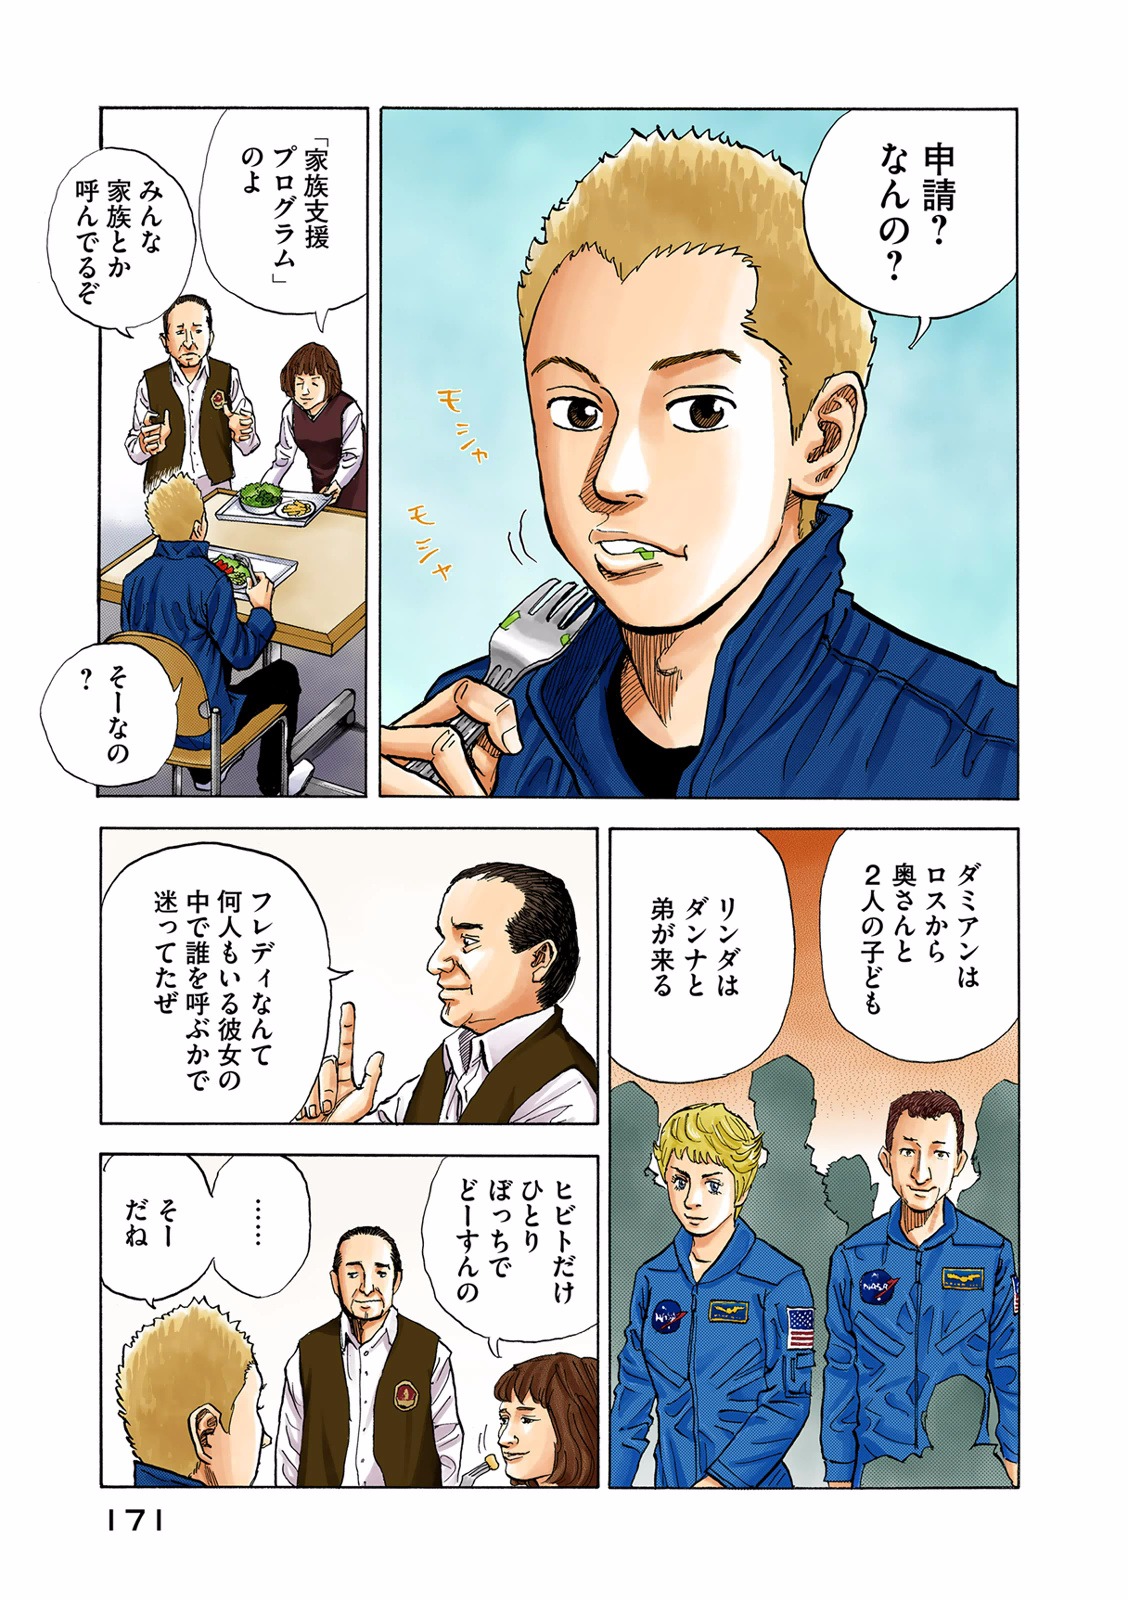 申請?
なんの?
モシャ
モシャ
「家族支援
プログラム」
のよ
みんな
家族とか
呼んでるぞ
そーなの
?
ダミアンは
ロスから
奥さんと
2人の子ども
リンダは
ダンナと
弟が来る
NASA
NASA
フレディなんて
何人もいる彼女の
中で誰を呼ぶかで
迷ってたぜ
ヒビトだけ
ひとり
ぼっちで
どーすんの
……
そー
だね
171